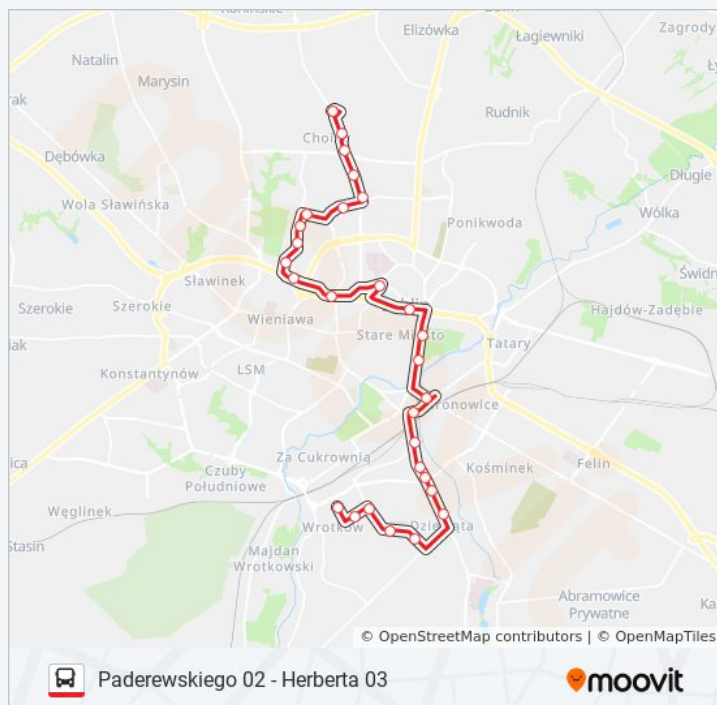 Elizówka
Łagiewniki
Zagrody
Natalin
Marysin
Rudnik
Dębówka
Długie
Wola Sławińska
Ponikwoda
Wólka
Sławinek
Szerokie
Szerokie
Hajdów-Zadębie
Wieniawa
Stare Miasto
Tatary
LSM
Konstantynów
Za Cukrownią
Kośminek
Felin
Czuby
Południowe
Węglinek
Stasin
Wrotków
Dziesiąta
Majdan
Wrotkowski
Abramowice
Prywatne
© OpenStreetMap contributors | © OpenMapTiles
Paderewskiego 02 - Herberta 03
moovit